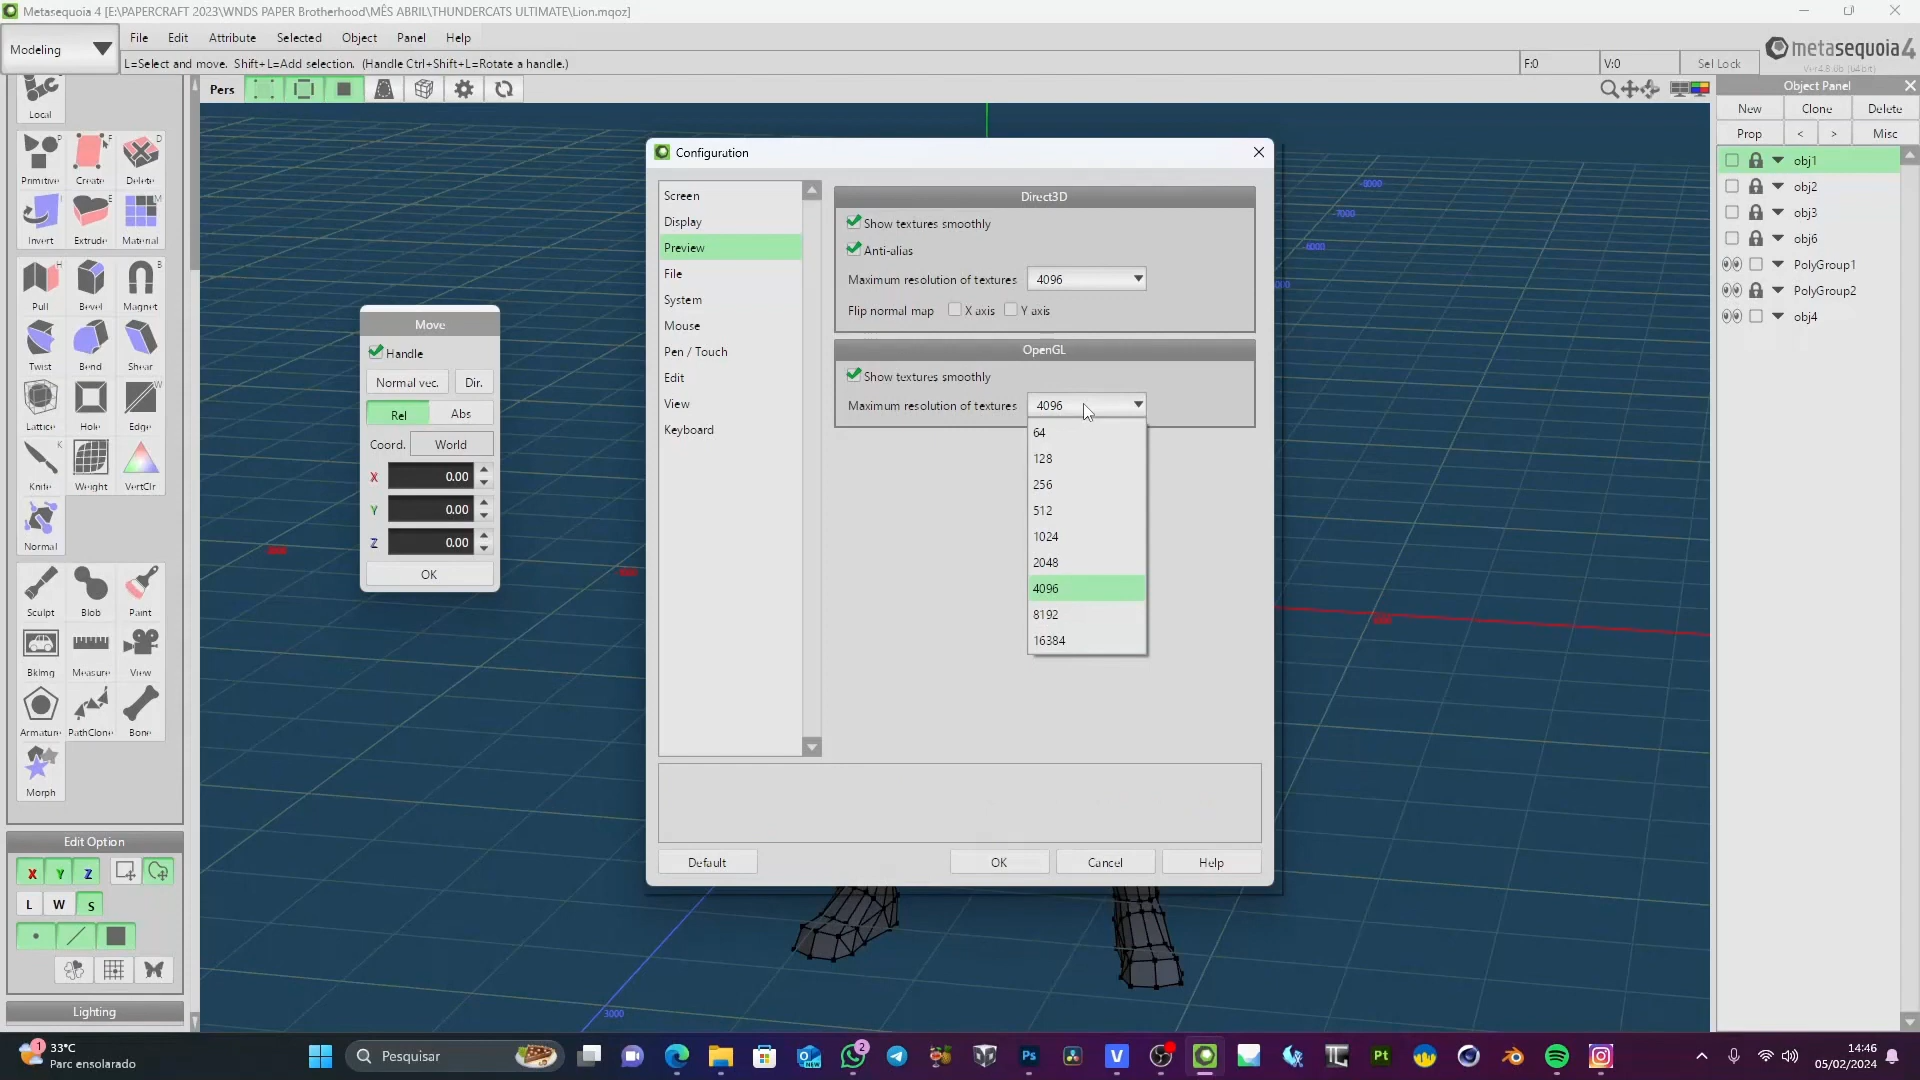 Metasequoia 4 [E:\PAPERCRAFT 2023\WNDS PAPER Brotherhood\MÊS ABRIL\THUNDERCATS ULTIMATE\Lion.mqoz]
Modeling
File Edit Attribute Selected Object Panel Help
L=Select and move. Shift+L=Add selection. (Handle Ctrl+Shift+L=Rotate a handle.)
F:0 V:0 Sel Lock
metasequoia 4
Pers
Local
Primitive Create Delete
Invert Extrude Material
Pull Bevel Magnet
Twist Bend Shear
Lattice Hole Edge
Knife Weight VertClr
Normal
Sculpt Blob Paint
BkImg Measure View
Armature PathClone Bone
Morph
Edit Option
X Y Z
L W S
Lighting
Move
Handle
Normal vec. Dir.
Rel Abs
Coord. World
X 0.00
Y 0.00
Z 0.00
OK
Configuration
Screen
Display
Preview
File
System
Mouse
Pen / Touch
Edit
View
Keyboard
Direct3D
Show textures smoothly
Anti-alias
Maximum resolution of textures 4096
Flip normal map X axis Y axis
OpenGL
Show textures smoothly
Maximum resolution of textures 4096
64
128
256
512
1024
2048
4096
8192
16384
Default OK Cancel Help
3000
Object Panel
New Clone Delete
Prop < > Misc
obj1
obj2
obj3
obj6
PolyGroup1
PolyGroup2
obj4
1
33°C
Parc ensolarado
Pesquisar
2
14:46
05/02/2024